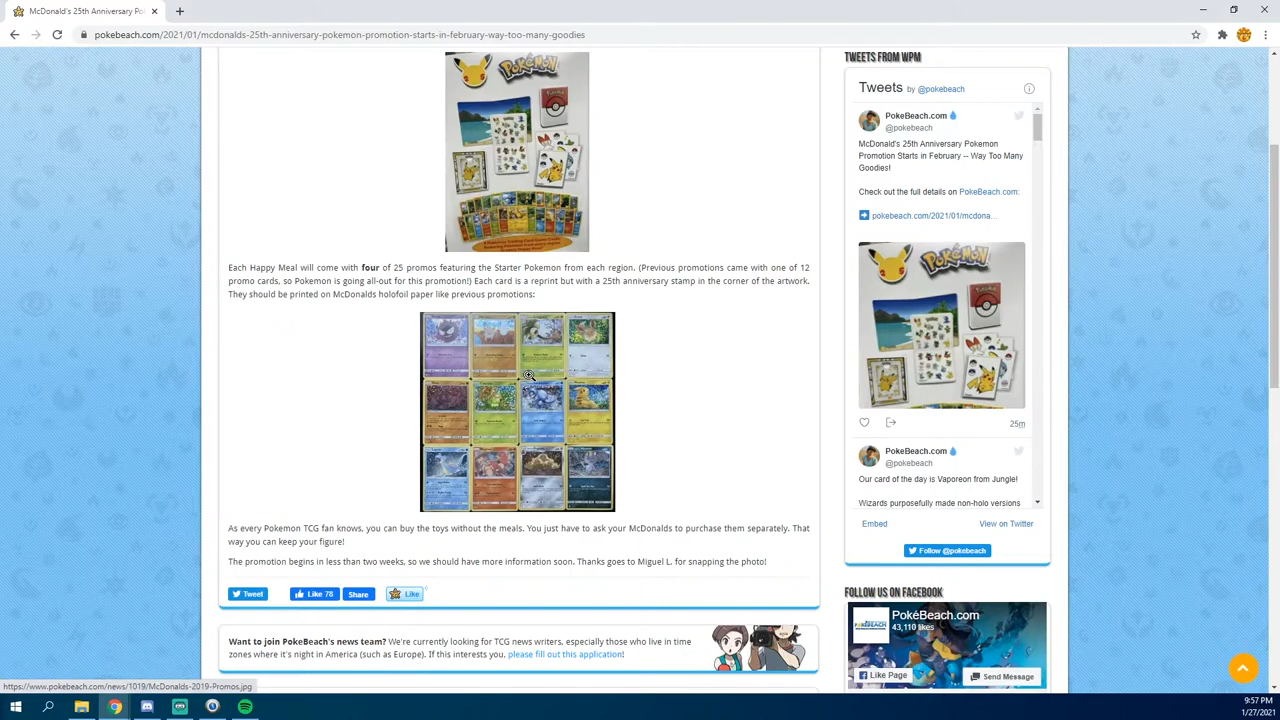 McDonald's 25th Anniversary Pok
pokebeach.com/2021/01/mcdonalds-25th-anniversary-pokemon-promotion-starts-in-february-way-too-many-goodies
POKÉMON
Each Happy Meal will come with four of 25 promos featuring the Starter Pokemon from each region. (Previous promotions came with one of 12
promo cards, so Pokemon is going all-out for this promotion!) Each card is a reprint but with a 25th anniversary stamp in the corner of the artwork.
They should be printed on McDonalds holofoil paper like previous promotions:
As every Pokemon TCG fan knows, you can buy the toys without the meals. You just have to ask your McDonalds to purchase them separately. That
way you can keep your figure!
The promotion begins in less than two weeks, so we should have more information soon. Thanks goes to Miguel L. for snapping the photo!
Tweet
Like 78
Share
Like
0
Want to join PokeBeach's news team? We're currently looking for TCG news writers, especially those who live in time
zones where it's night in America (such as Europe). If this interests you, please fill out this application!
TWEETS FROM WPM
Tweets by @pokebeach
PokeBeach.com
@pokebeach
McDonald's 25th Anniversary Pokemon
Promotion Starts in February -- Way Too Many
Goodies!
Check out the full details on PokeBeach.com:
pokebeach.com/2021/01/mcdona…
POKÉMON
25m
PokeBeach.com
@pokebeach
Our card of the day is Vaporeon from Jungle!
Wizards purposefully made non-holo versions
Embed
View on Twitter
Follow @pokebeach
FOLLOW US ON FACEBOOK
POKÉBEACH
PokéBeach.com
43,110 likes
Like Page
Send Message
https://www.pokebeach.com/news/1019/McDonalds-2019-Promos.jpg
9:57 PM
1/27/2021